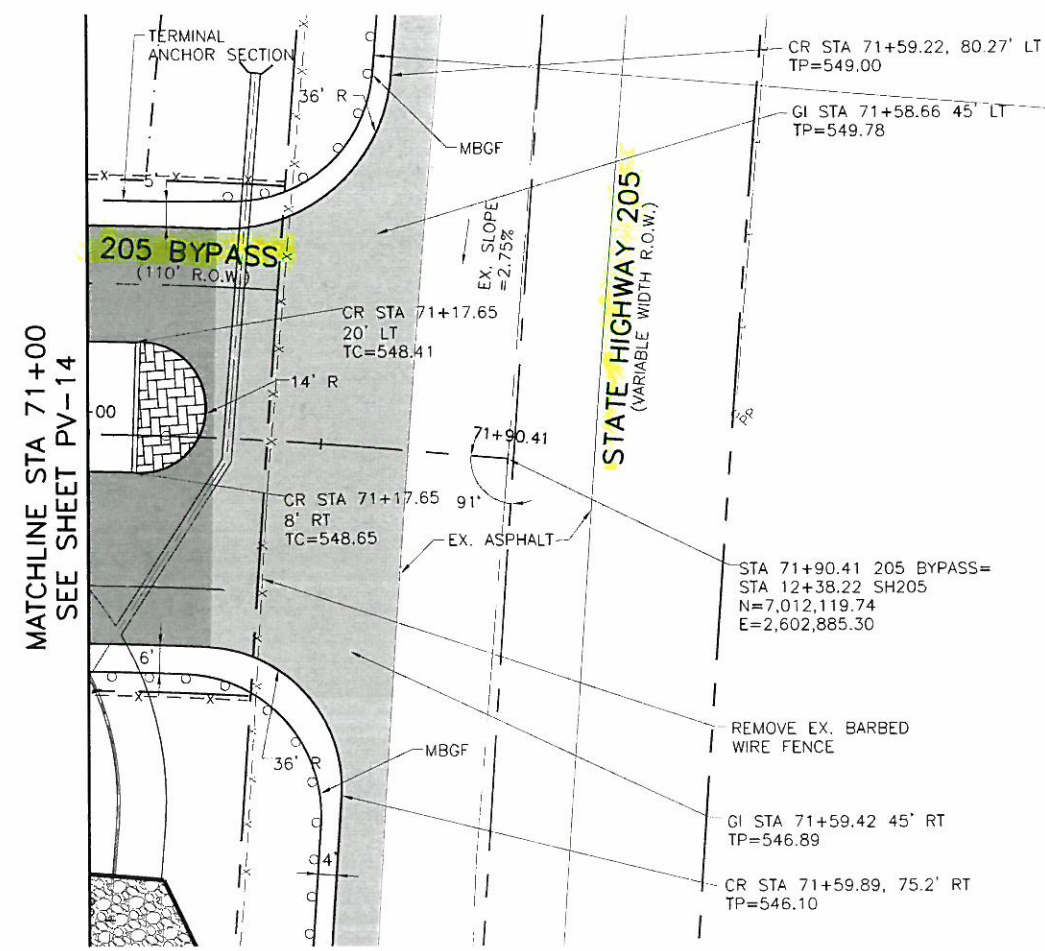 TERMINAL
ANCHOR SECTION
36' R
MBGF
5'
CR STA 71+59.22, 80.27' LT
TP=549.00
GI STA 71+58.66 45' LT
TP=549.78
205 BYPASS
(110' R.O.W.)
EX. SLOPE
=2.75%
STATE HIGHWAY 205
(VARIABLE WIDTH R.O.W.)
CR STA 71+17.65
20' LT
TC=548.41
14' R
MATCHLINE STA 71+00
SEE SHEET PV-14
00
71+90.41
91°
CR STA 71+17.65
8' RT
TC=548.65
EX. ASPHALT
STA 71+90.41 205 BYPASS=
STA 12+38.22 SH205
N=7,012,119.74
E=2,602,885.30
6'
REMOVE EX. BARBED
WIRE FENCE
36' R
MBGF
4'
GI STA 71+59.42 45' RT
TP=546.89
CR STA 71+59.89, 75.2' RT
TP=546.10